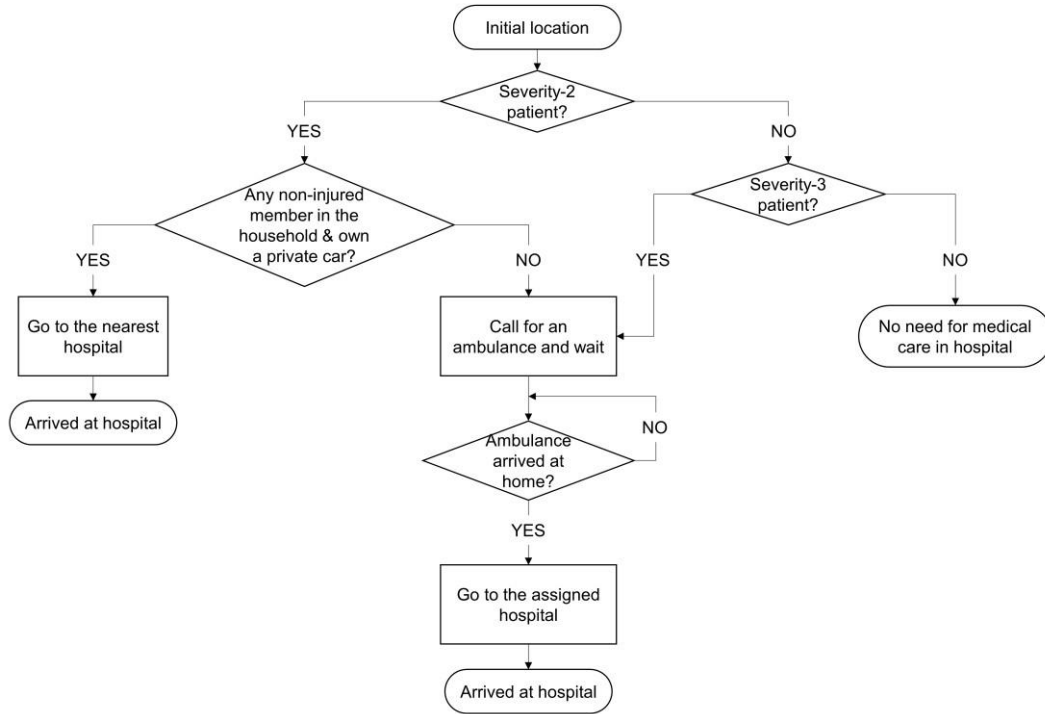 Initial location
Severity-2
patient?
YES
NO
Any non-injured
member in the
household & own
a private car?
Severity-3
patient?
YES
NO
YES
NO
Go to the nearest
hospital
Call for an
ambulance and wait
No need for medical
care in hospital
Arrived at hospital
NO
Ambulance
arrived at
home?
YES
Go to the assigned
hospital
Arrived at hospital